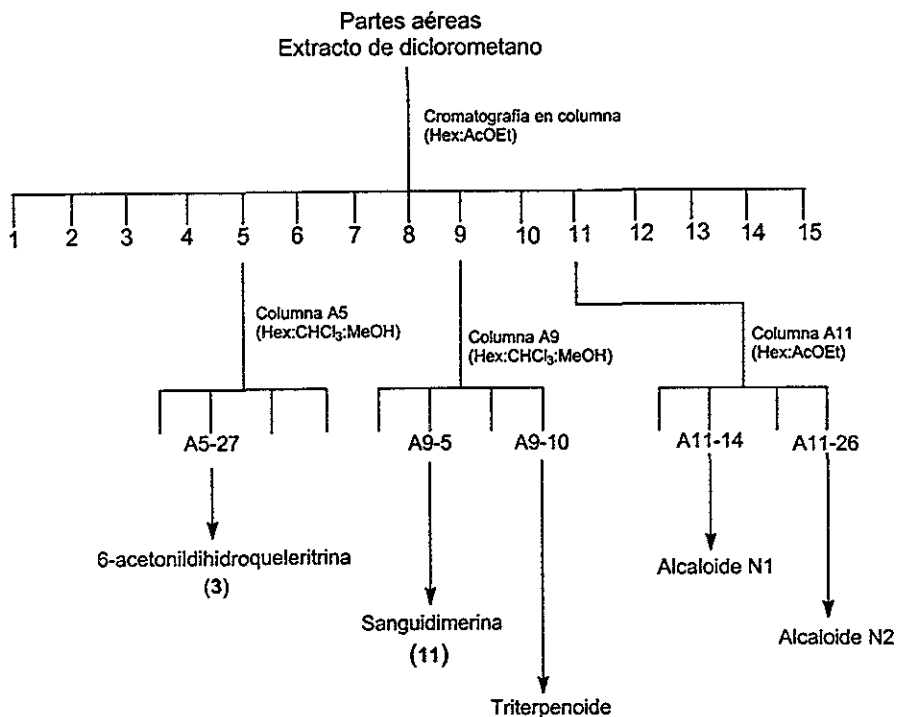 Partes aéreas
Extracto de diclorometano
Cromatografía en columna
(Hex:AcOEt)
1 2 3 4 5 6 7 8 9 10 11 12 13 14 15
Columna A5
(Hex:CHCl₃:MeOH)
Columna A9
(Hex:CHCl₃:MeOH)
Columna A11
(Hex:AcOEt)
A5-27 A9-5 A9-10 A11-14 A11-26
6-acetonildihidroqueleritrina
(3)
Sanguidimerina
(11)
Triterpenoide
Alcaloide N1
Alcaloide N2